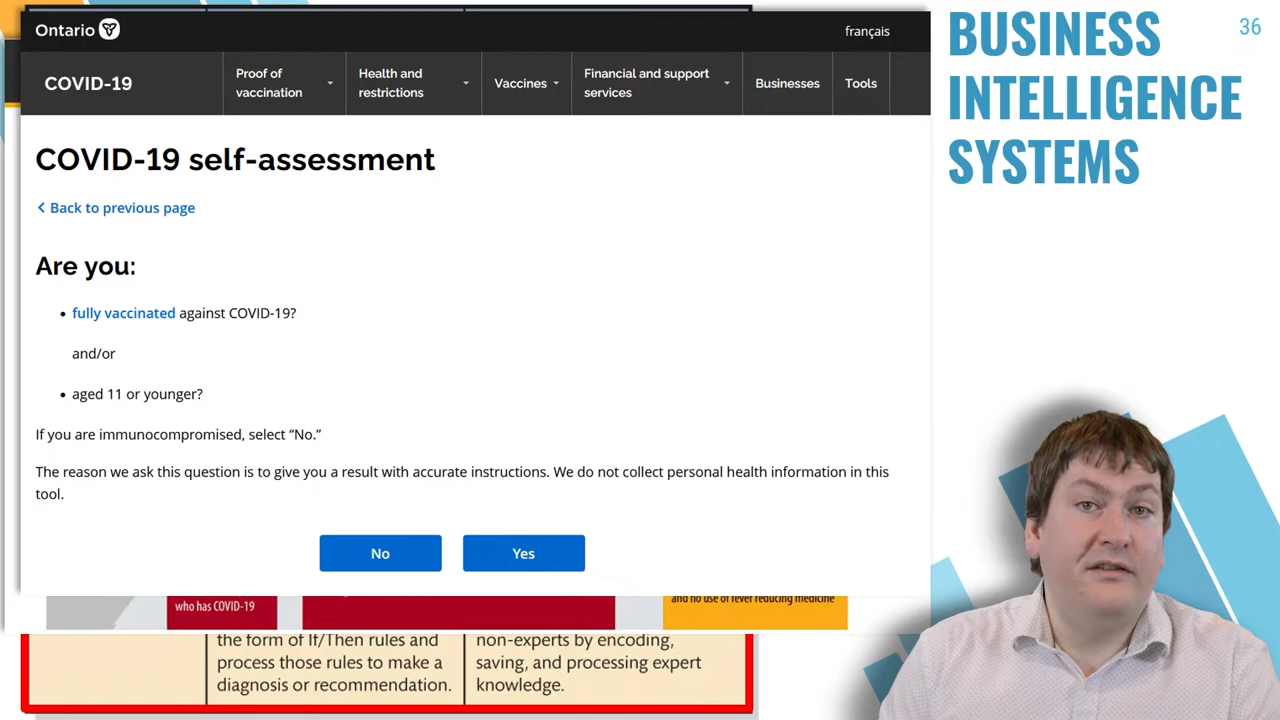 Ontario
français
COVID-19
Proof of
vaccination
Health and
restrictions
Vaccines
Financial and support
services
Businesses
Tools
COVID-19 self-assessment
Back to previous page
Are you:
• fully vaccinated against COVID-19?
and/or
• aged 11 or younger?
If you are immunocompromised, select “No.”
The reason we ask this question is to give you a result with accurate instructions. We do not collect personal health information in this
tool.
No
Yes
who has COVID-19
and no use of fever reducing medicine
the form of If/Then rules and
process those rules to make a
diagnosis or recommendation.
non-experts by encoding,
saving, and processing expert
knowledge.
BUSINESS
INTELLIGENCE
SYSTEMS
36